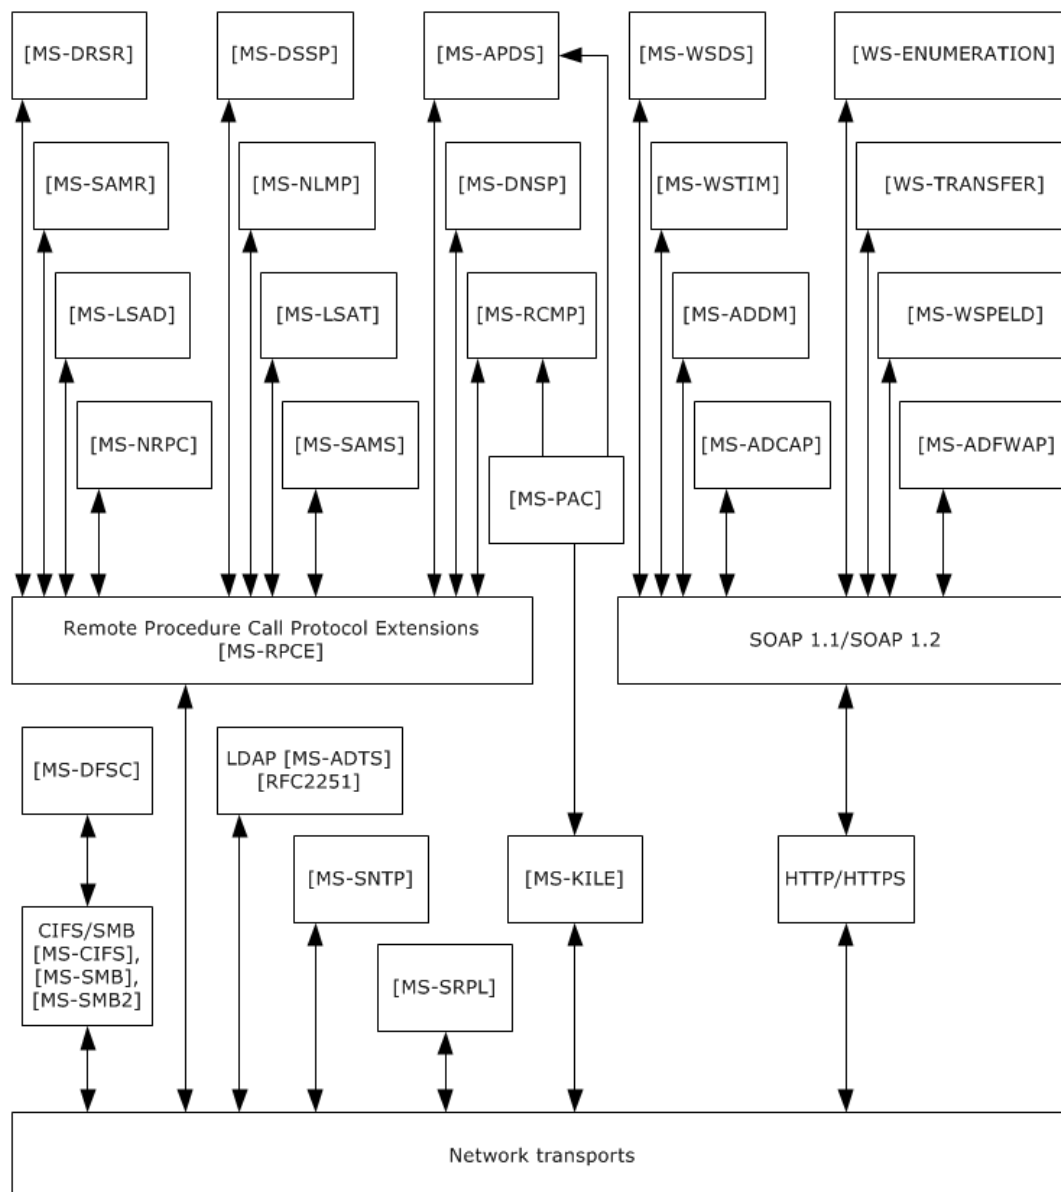 [MS-DRSR]
[MS-DSSP]
[MS-APDS]
[MS-WSDS]
[WS-ENUMERATION]
[MS-SAMR]
[MS-NLMP]
[MS-DNSP]
[MS-WSTIM]
[WS-TRANSFER]
[MS-LSAD]
[MS-LSAT]
[MS-RCMP]
[MS-ADDM]
[MS-WSPELD]
[MS-NRPC]
[MS-SAMS]
[MS-ADCAP]
[MS-ADFWAP]
[MS-PAC]
Remote Procedure Call Protocol Extensions
[MS-RPCE]
SOAP 1.1/SOAP 1.2
[MS-DFSC]
LDAP [MS-ADTS]
[RFC2251]
[MS-SNTP]
[MS-KILE]
HTTP/HTTPS
CIFS/SMB
[MS-CIFS],
[MS-SMB],
[MS-SMB2]
[MS-SRPL]
Network transports